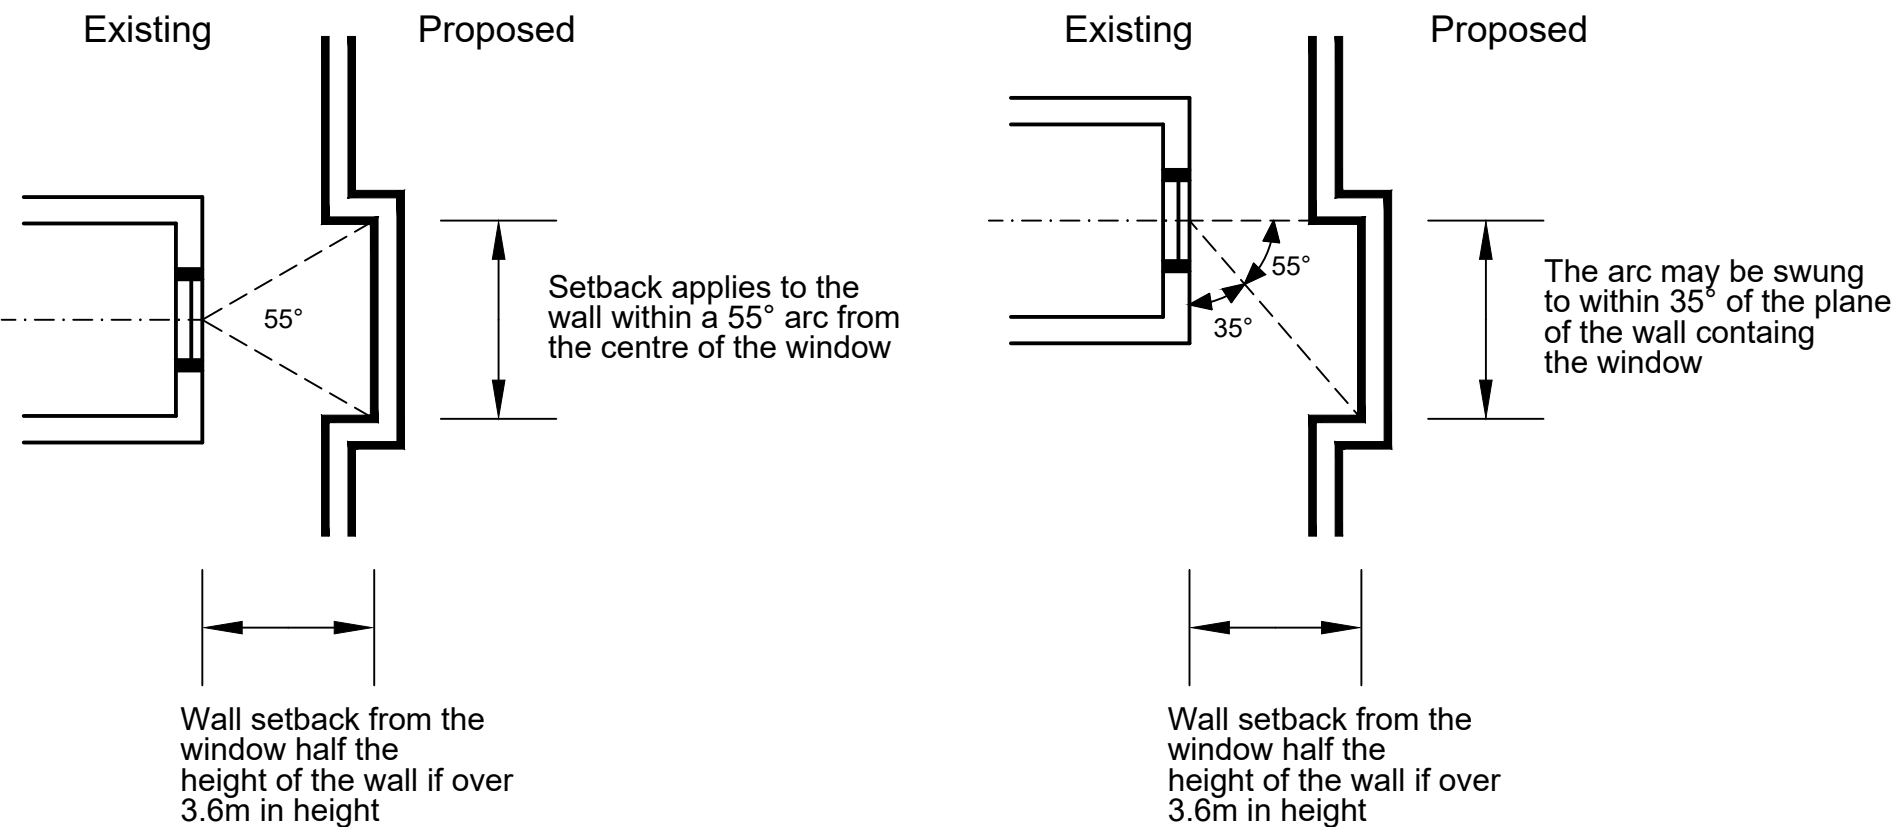 Existing
Proposed
55°
Setback applies to the
wall within a 55° arc from
the centre of the window
Wall setback from the
window half the
height of the wall if over
3.6m in height
Existing
Proposed
55°
35°
The arc may be swung
to within 35° of the plane
of the wall containg
the window
Wall setback from the
window half the
height of the wall if over
3.6m in height